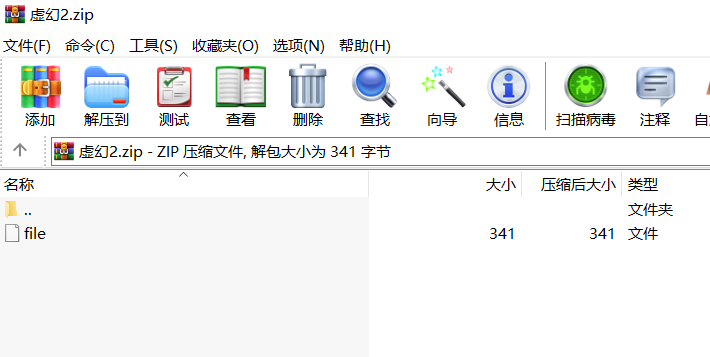 虚幻2.zip
文件(F) 命令(C) 工具(S) 收藏夹(O) 选项(N) 帮助(H)
添加 解压到 测试 查看 删除 查找 向导 信息 扫描病毒 注释
虚幻2.zip - ZIP 压缩文件, 解包大小为 341 字节
名称 大小 压缩后大小 类型
.. 文件夹
file 341 341 文件